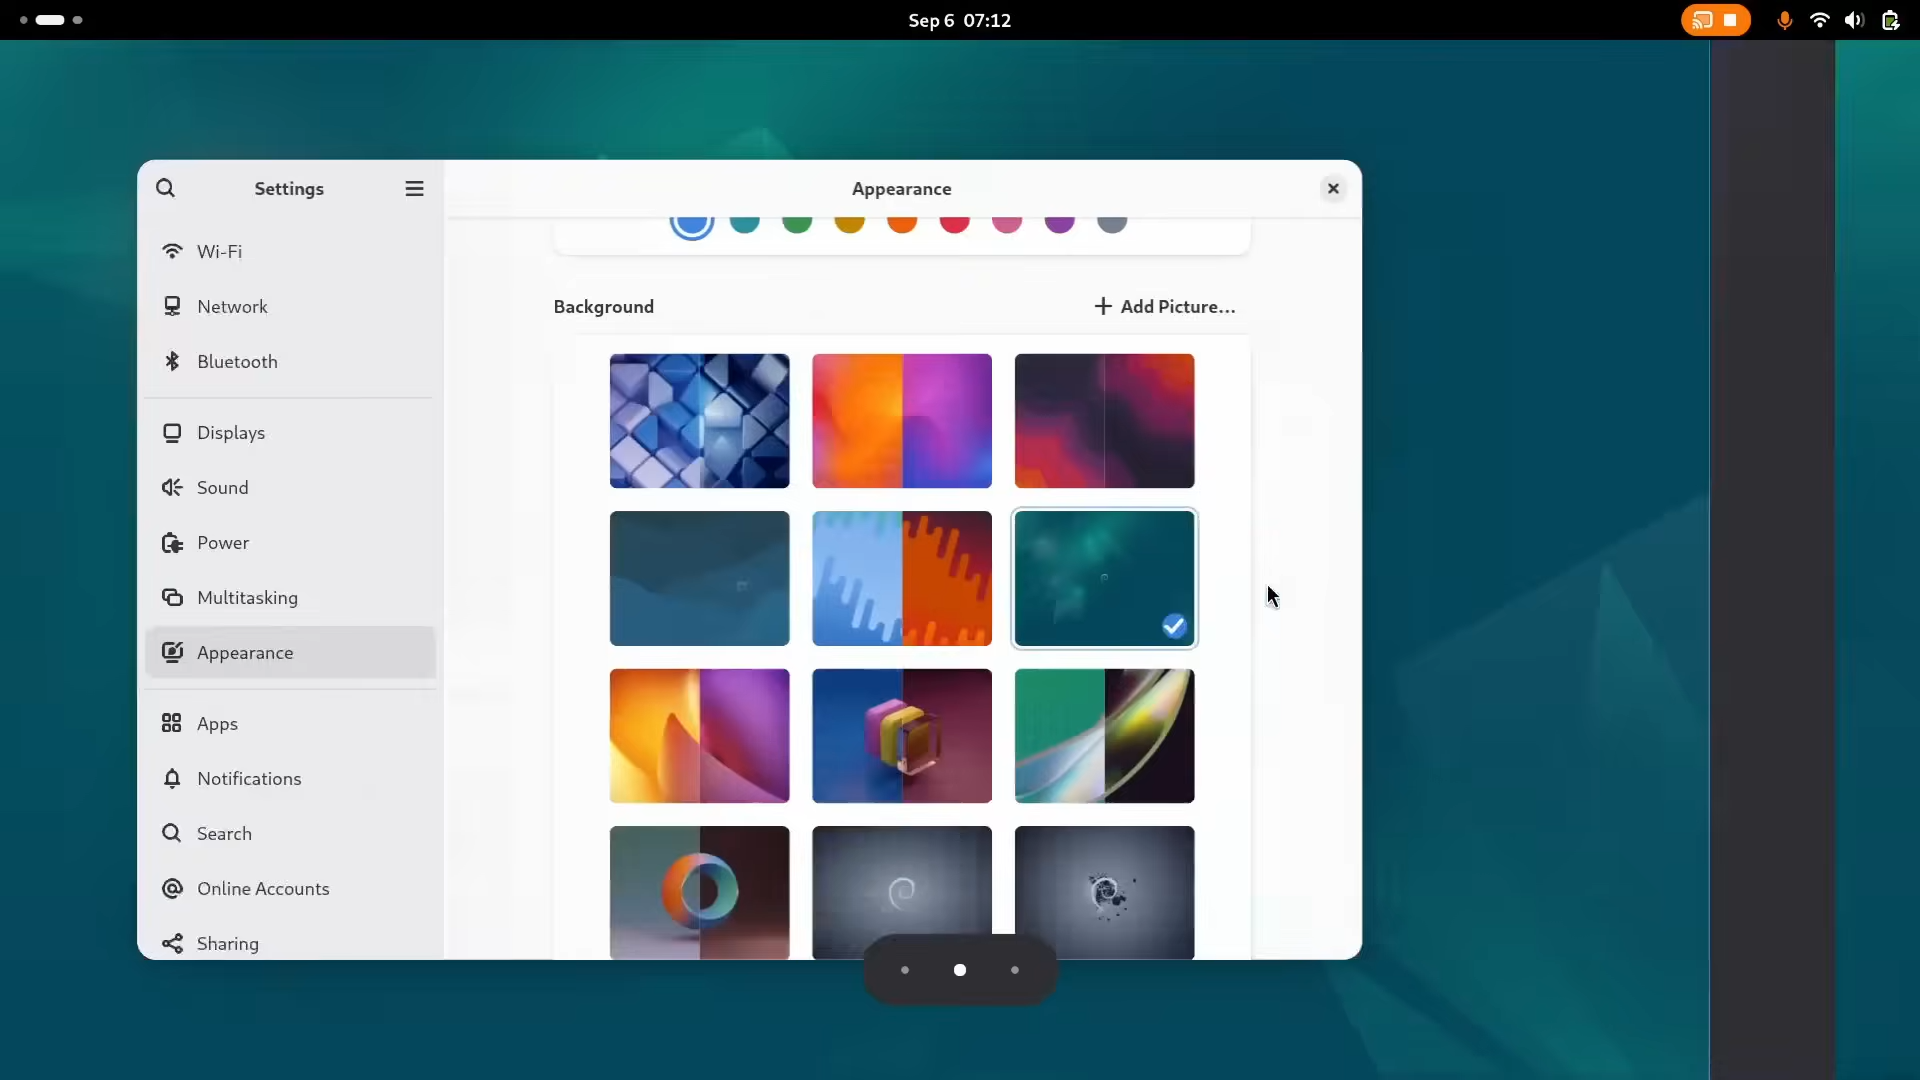 Sep 6 07:12
Settings
Appearance
Wi-Fi
Network
Bluetooth
Displays
Sound
Power
Multitasking
Appearance
Apps
Notifications
Search
Online Accounts
Sharing
Background
Add Picture...